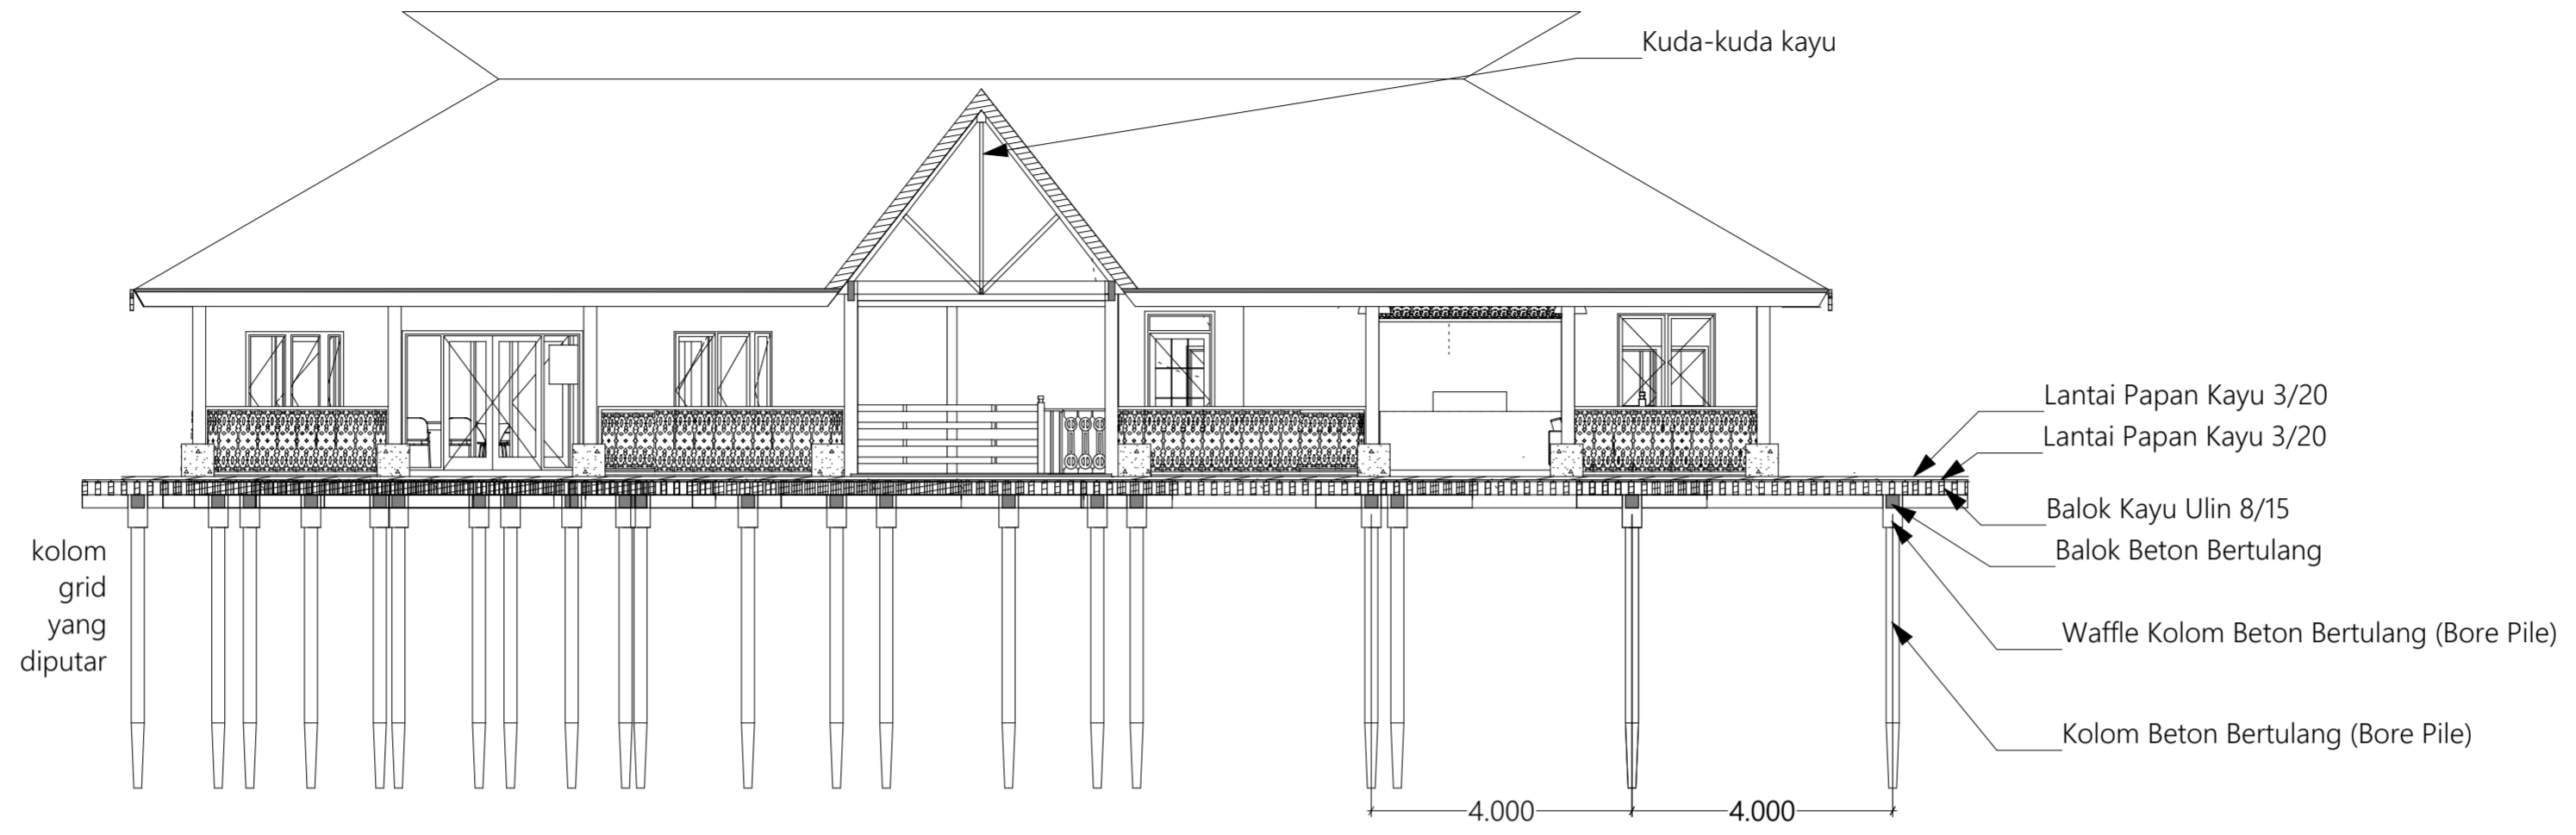 Kuda-kuda kayu
Lantai Papan Kayu 3/20
Lantai Papan Kayu 3/20
Balok Kayu Ulin 8/15
Balok Beton Bertulang
kolom
grid
yang
diputar
Waffle Kolom Beton Bertulang (Bore Pile)
Kolom Beton Bertulang (Bore Pile)
4.000
4.000